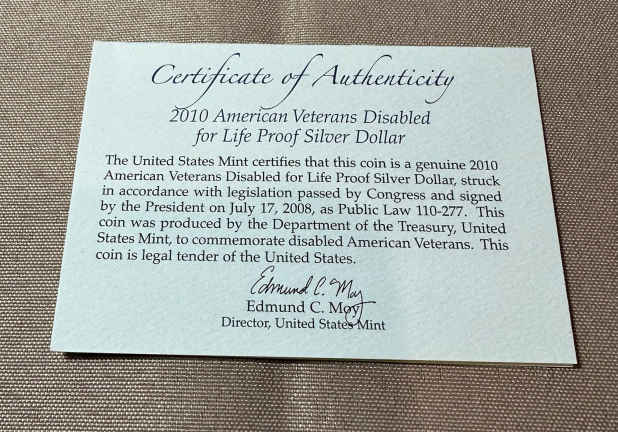 Certificate of Authenticity
2010 American Veterans Disabled
for Life Proof Silver Dollar
The United States Mint certifies that this coin is a genuine 2010
American Veterans Disabled for Life Proof Silver Dollar, struck
in accordance with legislation passed by Congress and signed
by the President on July 17, 2008, as Public Law 110-277. This
coin was produced by the Department of the Treasury, United
States Mint, to commemorate disabled American Veterans. This
coin is legal tender of the United States.
Edmund C. Moy
Edmund C. Moy
Director, United States Mint